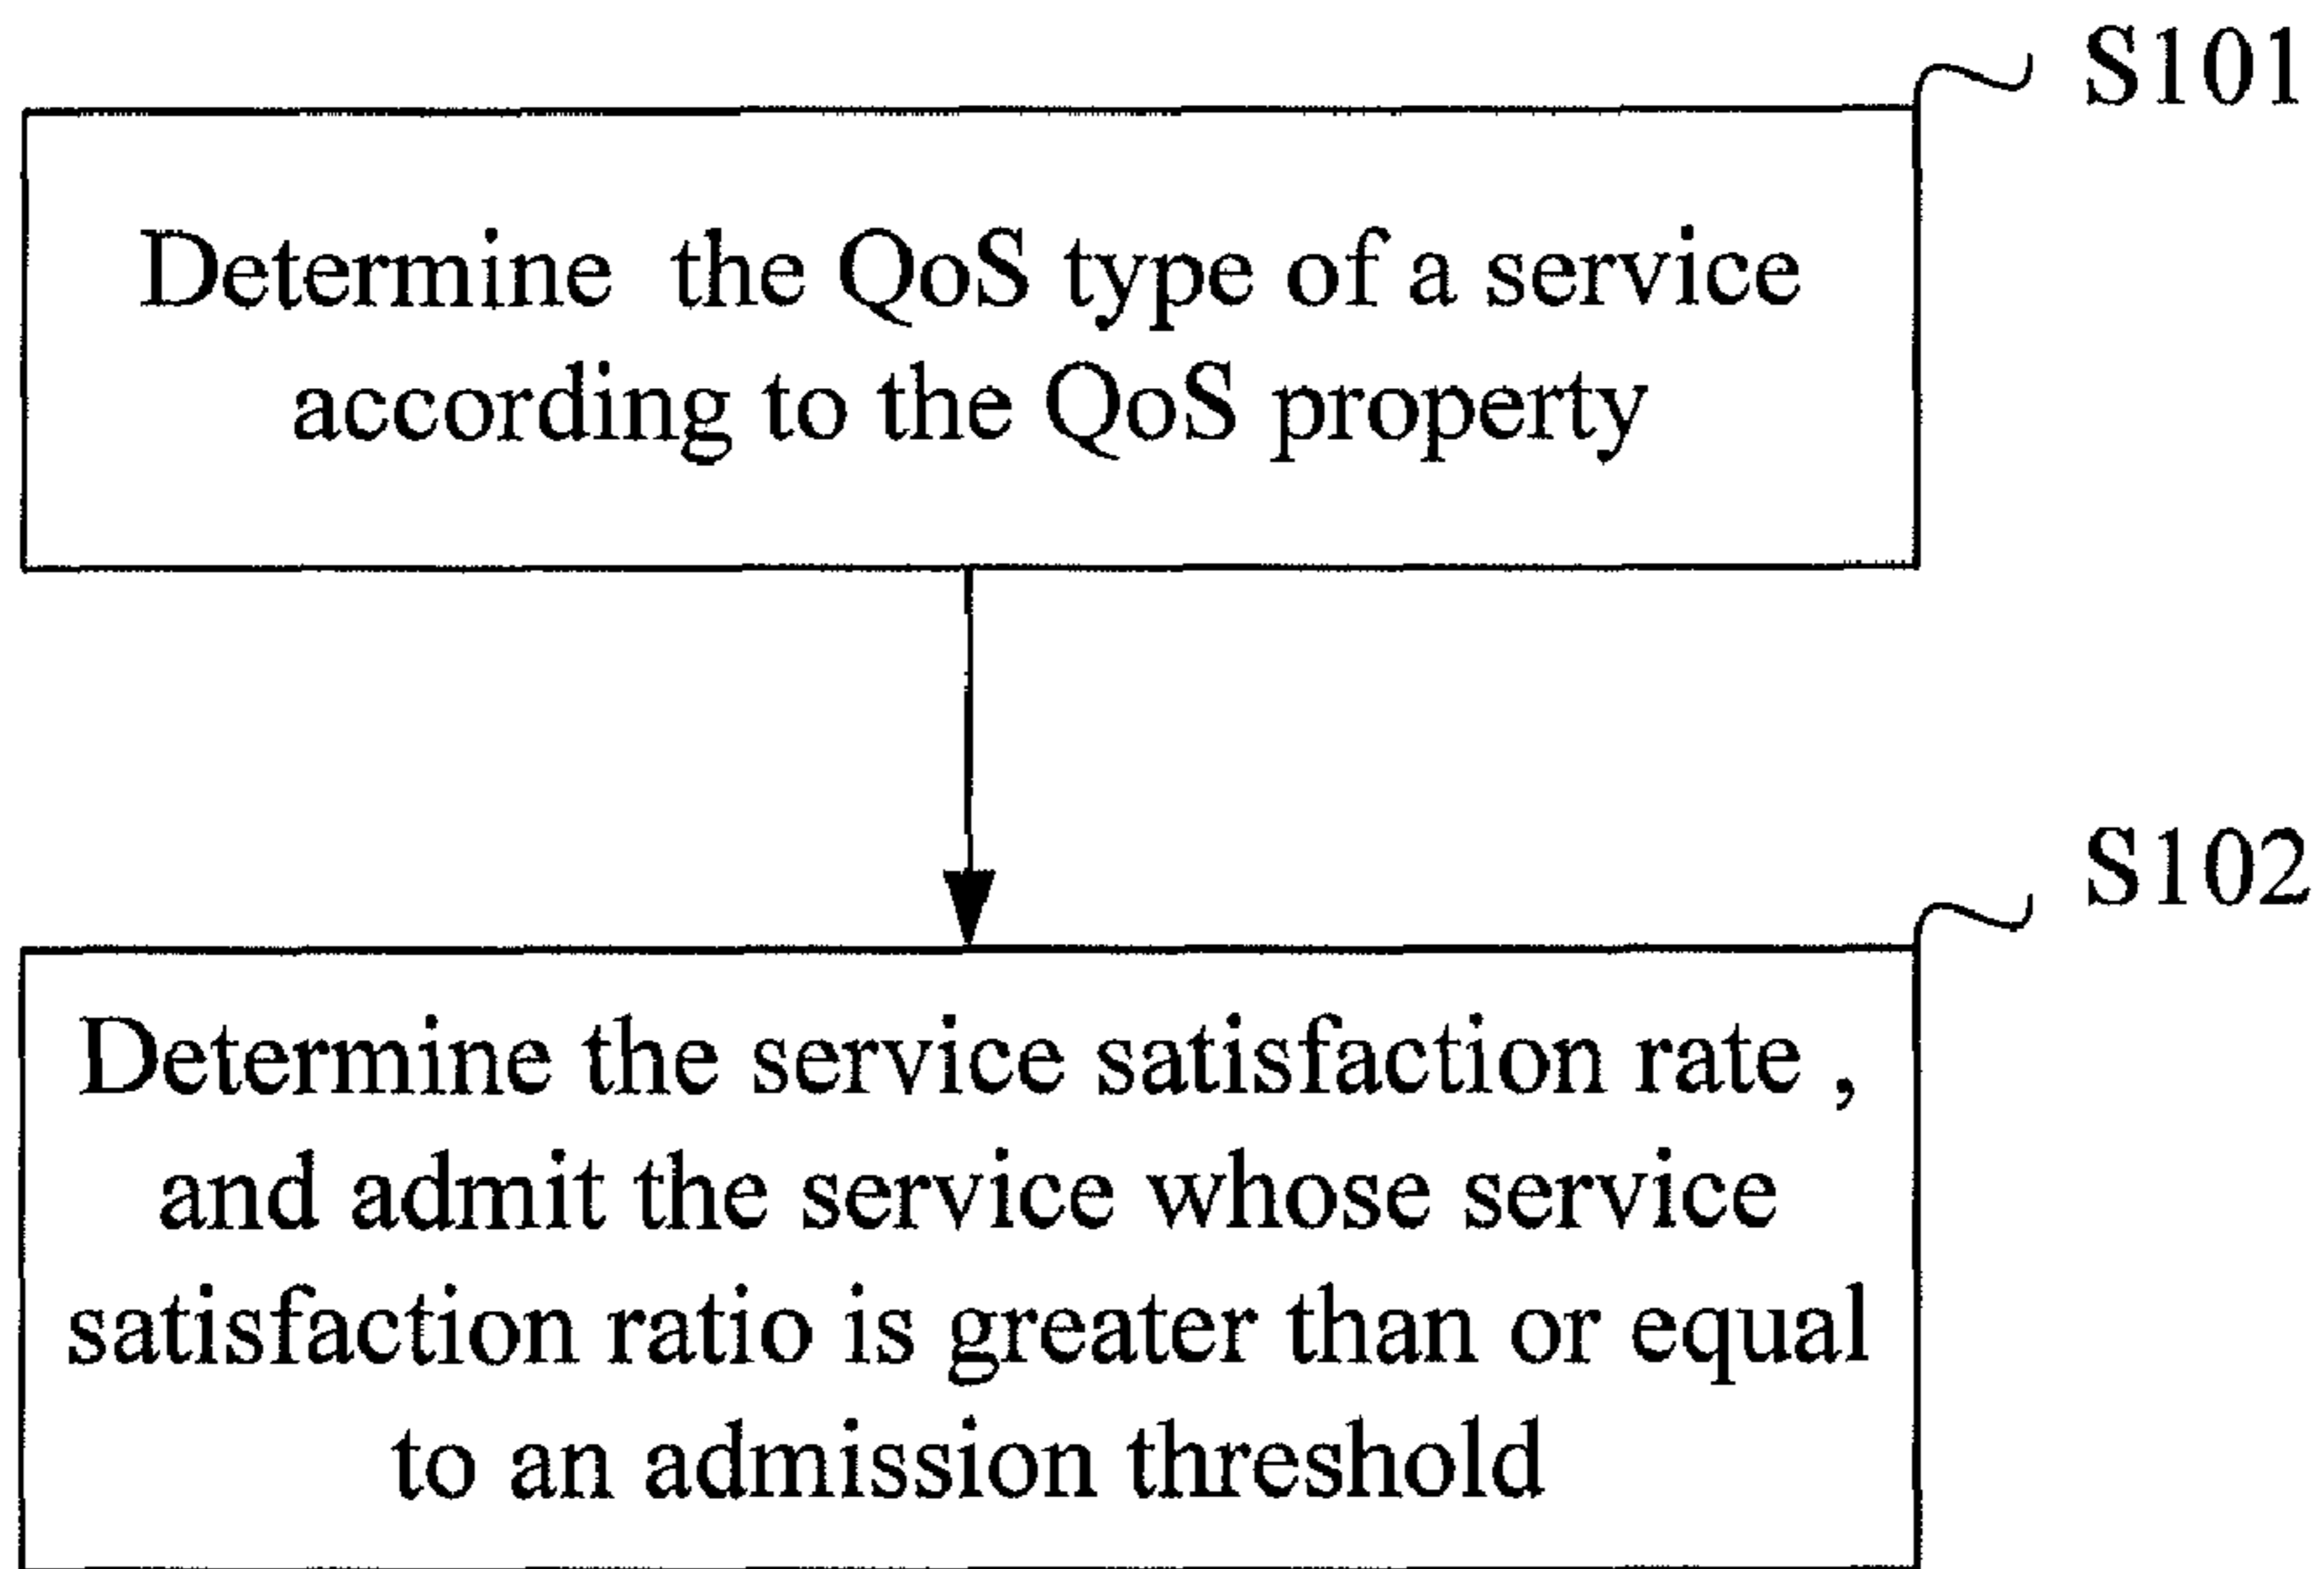 S101
Determine the QoS type of a service
according to the QoS property
S102
Determine the service satisfaction rate ,
and admit the service whose service
satisfaction ratio is greater than or equal
to an admission threshold